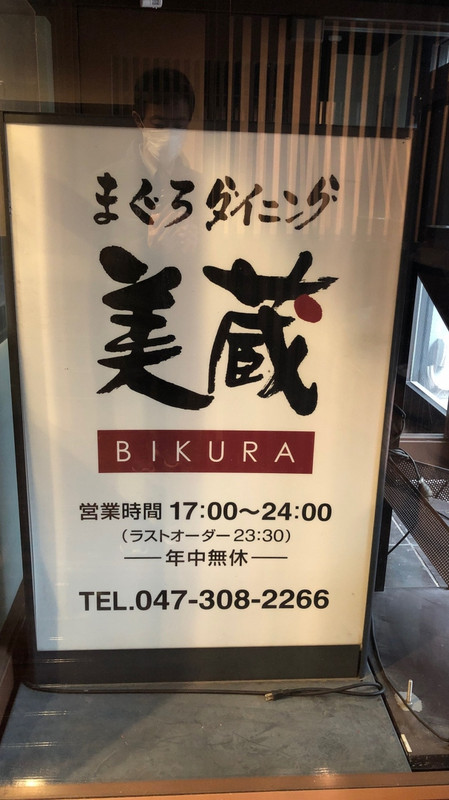 まぐろダイニング
美蔵
BIKURA
営業時間 17:00〜24:00
(ラストオーダー23:30)
年中無休
TEL.047-308-2266